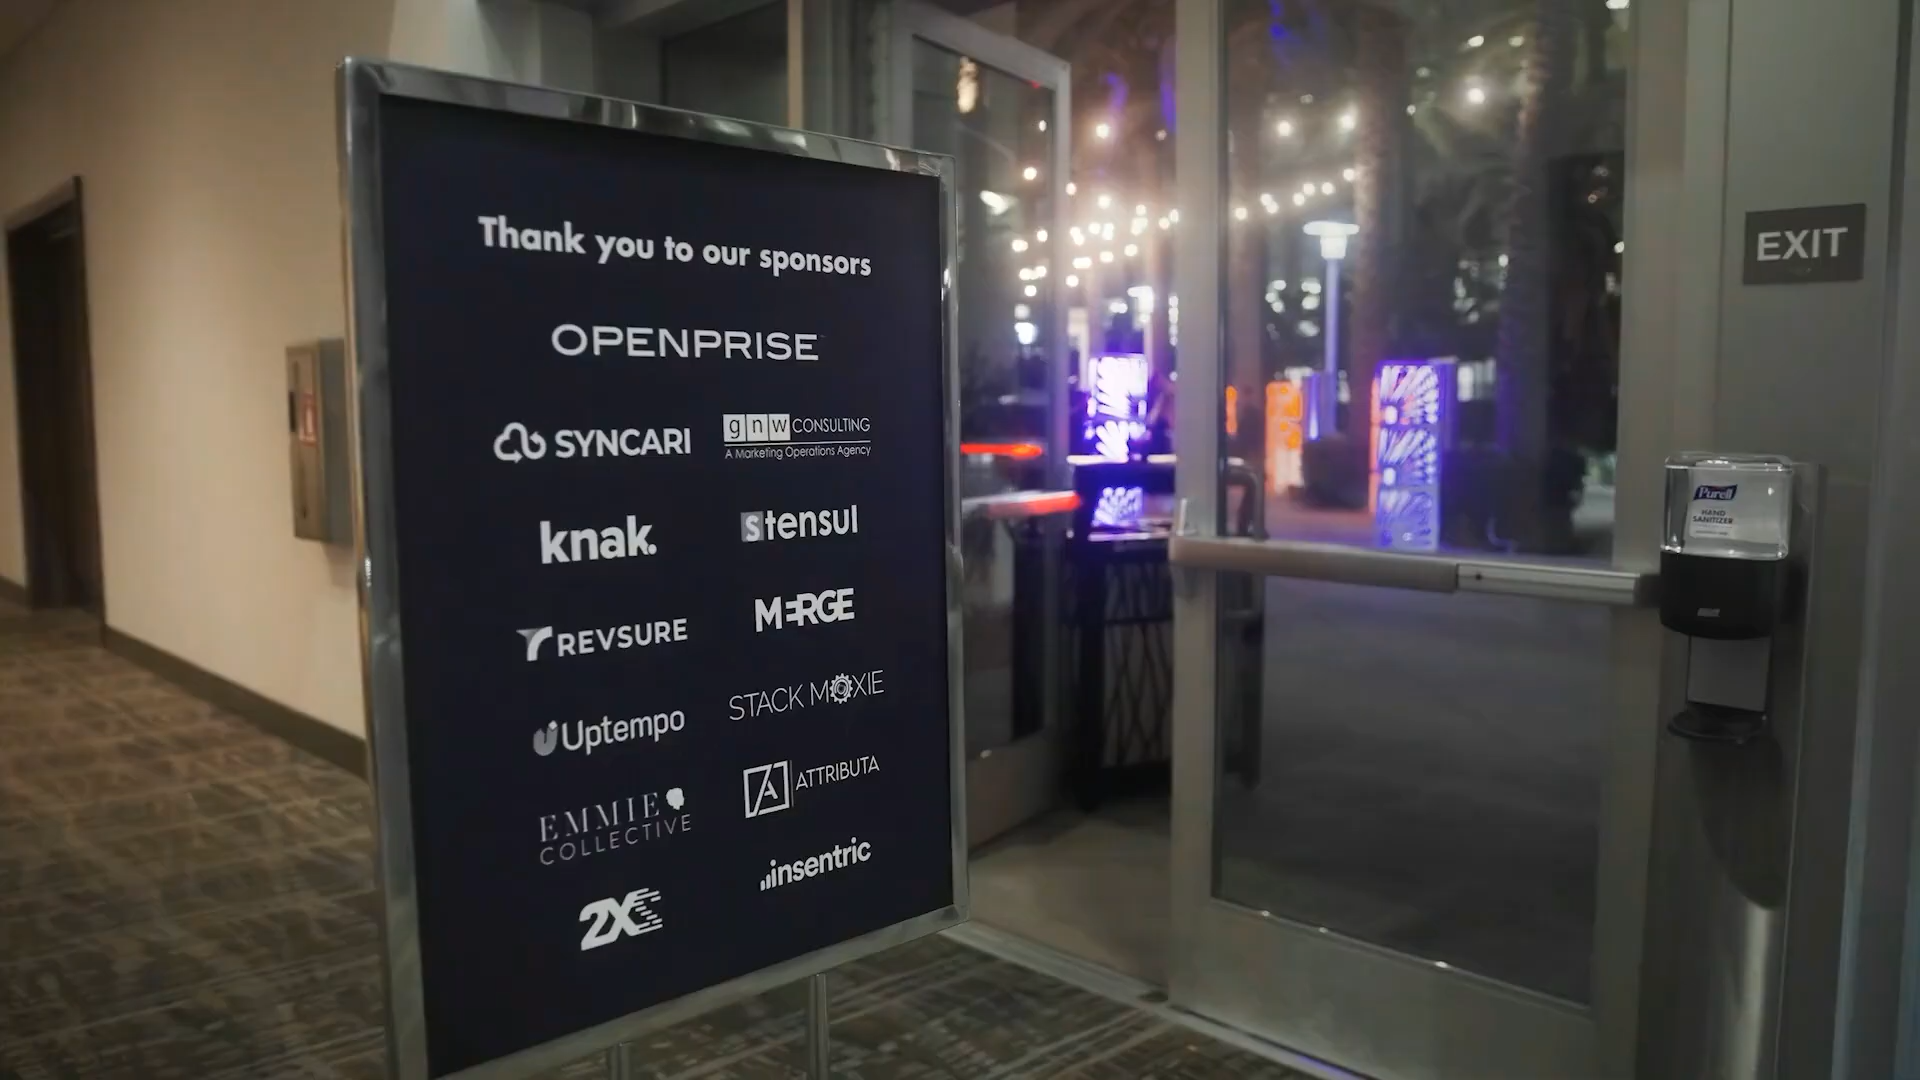 Thank you to our sponsors
OPENPRISE
SYNCARI
gnw CONSULTING
A Marketing Operations Agency
knak.
stensul
REVSURE
MERGE
Uptempo
STACK MOXIE
EMMIE
COLLECTIVE
A ATTRIBUTA
insentric
2X
EXIT
Purell
HAND
SANITIZER